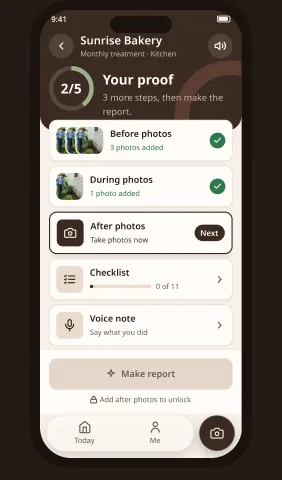 9:41
Sunrise Bakery
Monthly treatment · Kitchen
2/5
Your proof
3 more steps, then make the
report.
Before photos
3 photos added
During photos
1 photo added
After photos
Take photos now
Next
Checklist
0 of 11
Voice note
Say what you did
Make report
Add after photos to unlock
Today
Me